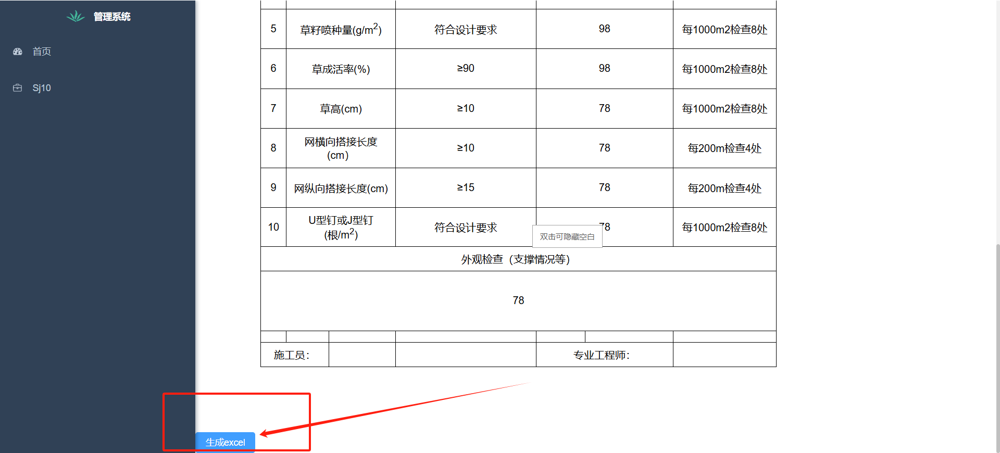 管理系统
首页
Sj10
5 草籽喷种量(g/m²) 符合设计要求 98 每1000m2检查8处
6 草成活率(%) ≥90 98 每1000m2检查8处
7 草高(cm) ≥10 78 每1000m2检查8处
8 网横向搭接长度 ≥10 78 每200m检查4处
(cm）
9 网纵向搭接长度(cm) ≥15 78 每200m检查4处
10 U型钉或J型钉 符合设计要求 78 每1000m2检查8处
(根/m²)
双击可隐藏空白
外观检查（支撑情况等）
78
施工员： 专业工程师：
生成excel